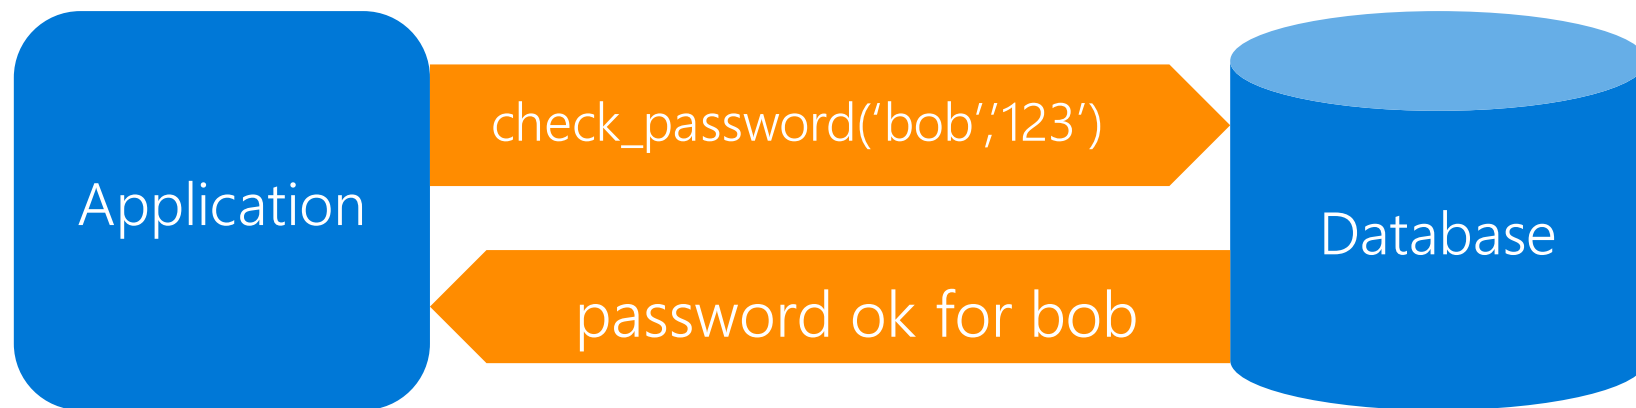 Application
check_password(‘bob’,’123’)
password ok for bob
Database